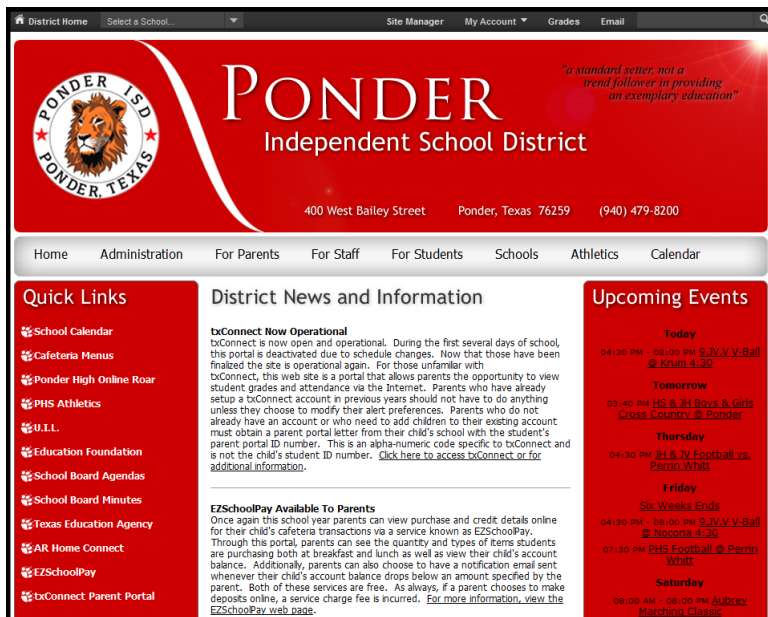 District Home
Select a School...
Site Manager
My Account
Grades
Email
PONDER ISD
PONDER, TEXAS
PONDER
Independent School District
"a standard setter, not a
trend follower in providing
an exemplary education"
400 West Bailey Street Ponder, Texas 76259 (940) 479-8200
Home Administration For Parents For Staff For Students Schools Athletics Calendar
Quick Links
School Calendar
Cafeteria Menus
Ponder High Online Roar
PHS Athletics
U.I.L.
Education Foundation
School Board Agendas
School Board Minutes
Texas Education Agency
AR Home Connect
EZSchoolPay
txConnect Parent Portal
District News and Information
txConnect Now Operational
txConnect is now open and operational. During the first several days of school,
this portal is deactivated due to schedule changes. Now that those have been
finalized the site is operational again. For those unfamiliar with
txConnect, this web site is a portal that allows parents the opportunity to view
student grades and attendance via the Internet. Parents who have already
setup a txConnect account in previous years should not have to do anything
unless they choose to modify their alert preferences. Parents who do not
already have an account or who need to add children to their existing account
must obtain a parent portal letter from their child's school with the student's
parent portal ID number. This is an alpha-numeric code specific to txConnect and
is not the child's student ID number. Click here to access txConnect or for
additional information.
EZSchoolPay Available To Parents
Once again this school year parents can view purchase and credit details online
for their child's cafeteria transactions via a service known as EZSchoolPay.
Through this portal, parents can see the quantity and types of items students
are purchasing both at breakfast and lunch as well as view their child's account
balance. Additionally, parents can also choose to have a notification email sent
whenever their child's account balance drops below an amount specified by the
parent. Both of these services are free. As always, if a parent chooses to make
deposits online, a service charge fee is incurred. For more information, view the
EZSchoolPay web page.
Upcoming Events
Today
04:30 PM - 08:00 PM 9,JV,V V-Ball
@ Krum 4:30
Tomorrow
03:40 PM HS & JH Boys & Girls
Cross Country @ Ponder
Thursday
04:30 PM JH & JV Football vs.
Perrin Whitt
Friday
Six Weeks Ends
04:30 PM - 08:00 PM 9,JV,V V-Ball
@ Nocona 4:30
07:30 PM PHS Football @ Perrin
Whitt
Saturday
08:00 AM - 08:00 PM Aubrey
Marching Classic